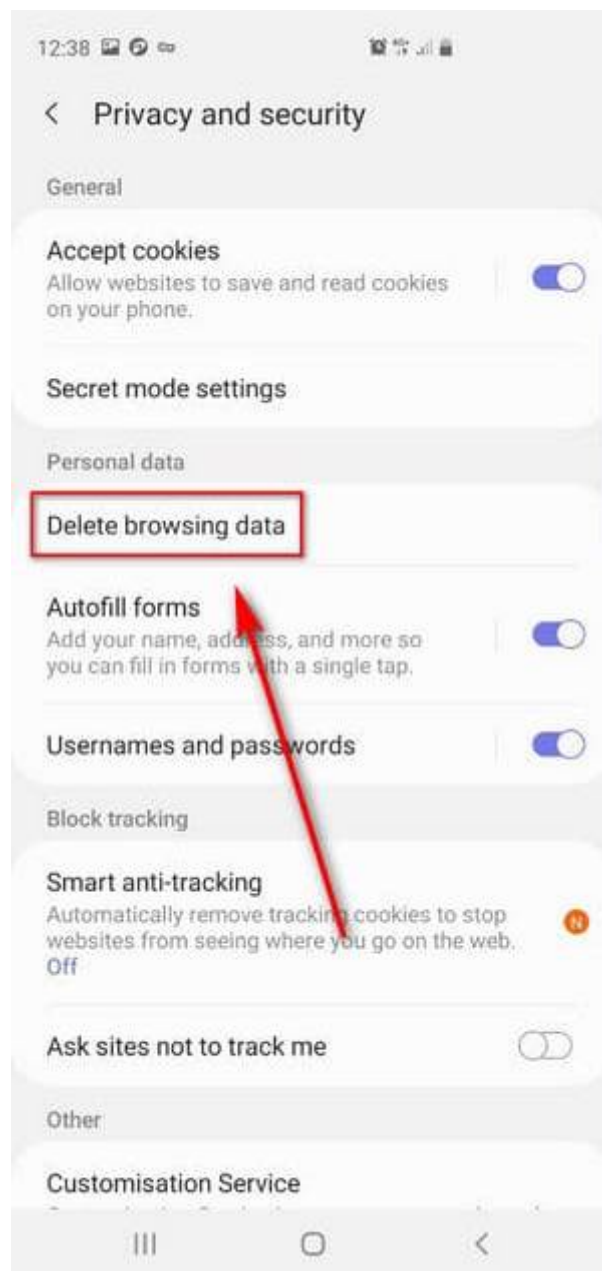 12:38
Privacy and security
General
Accept cookies
Allow websites to save and read cookies
on your phone.
Secret mode settings
Personal data
Delete browsing data
Autofill forms
Add your name, address, and more so
you can fill in forms with a single tap.
Usernames and passwords
Block tracking
Smart anti-tracking
Automatically remove tracking cookies to stop
websites from seeing where you go on the web.
N
Off
Ask sites not to track me
Other
Customisation Service